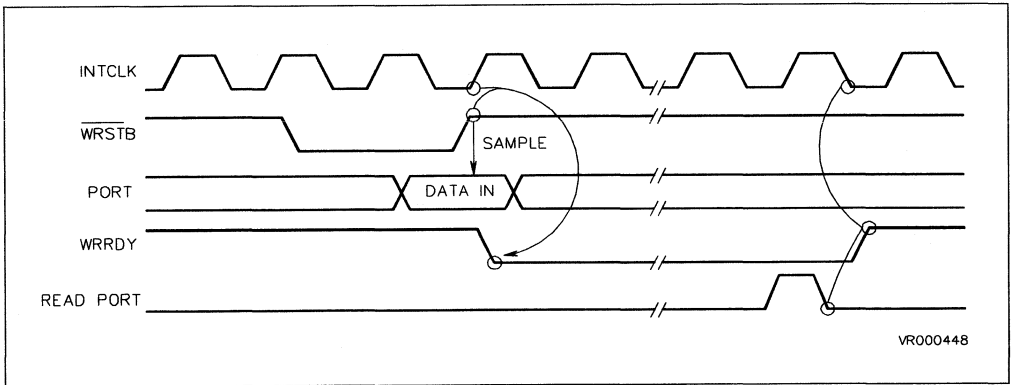 INTCLK
WRSTB
SAMPLE
PORT
DATA IN
WRRDY
READ PORT
VR000448